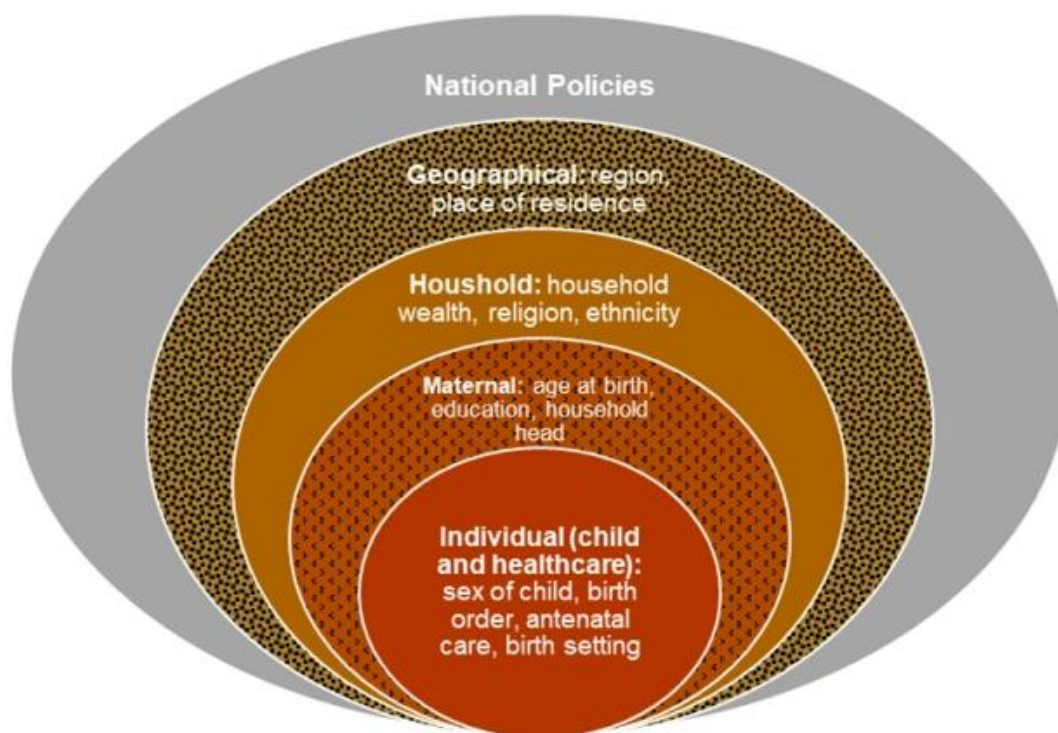 National Policies
Geographical: region,
place of residence
Houshold: household
wealth, religion, ethnicity
Maternal: age at birth,
education, household
head
Individual (child
and healthcare):
sex of child, birth
order, antenatal
care, birth setting